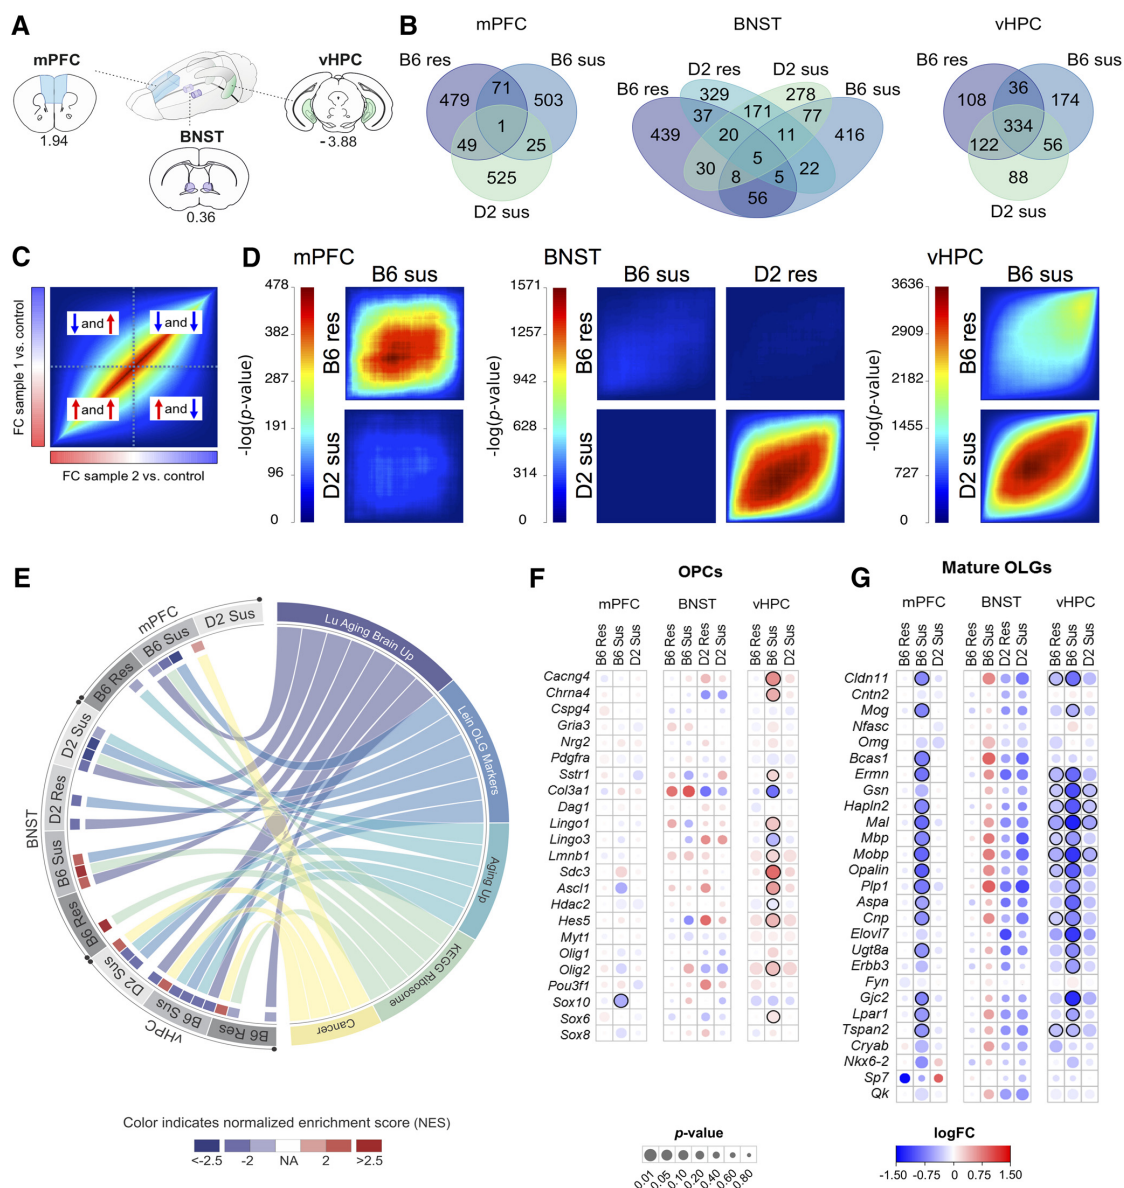 A
mPFC
1.94
BNST
0.36
vHPC
-3.88
B
mPFC
B6 res
B6 sus
479
71
503
1
49
25
525
D2 sus
BNST
D2 res
D2 sus
B6 res
B6 sus
329
278
171
37
77
439
20
11
416
5
30
8
5
22
56
vHPC
B6 res
B6 sus
108
36
174
334
122
56
88
D2 sus
C
FC sample 1 vs. control
and
and
and
and
FC sample 2 vs. control
D
mPFC
B6 sus
478
382
287
191
96
0
-log(p-value)
B6 res
D2 sus
BNST
B6 sus
D2 res
1571
1257
942
628
314
0
-log(p-value)
B6 res
D2 sus
vHPC
B6 sus
3636
2909
2182
1455
727
0
-log(p-value)
B6 res
D2 sus
E
mPFC
D2 Sus
B6 Sus
B6 Res
BNST
D2 Sus
D2 Res
B6 Sus
B6 Res
vHPC
D2 Sus
B6 Sus
B6 Res
Lu Aging Brain Up
Lein OLG Markers
Aging Up
KEGG Ribosome
Cancer
Color indicates normalized enrichment score (NES)
<-2.5 -2 NA 2 >2.5
F
OPCs
mPFC BNST vHPC
B6 Res
B6 Sus
D2 Sus
B6 Res
B6 Sus
D2 Res
D2 Sus
B6 Res
B6 Sus
D2 Sus
Cacng4
Chrna4
Cspg4
Gria3
Nrg2
Pdgfra
Sstr1
Col3a1
Dag1
Lingo1
Lingo3
Lmnb1
Sdc3
Ascl1
Hdac2
Hes5
Myt1
Olig1
Olig2
Pou3f1
Sox10
Sox6
Sox8
p-value
0.01
0.05
0.10
0.20
0.40
0.60
0.80
G
Mature OLGs
mPFC BNST vHPC
B6 Res
B6 Sus
D2 Sus
B6 Res
B6 Sus
D2 Res
D2 Sus
B6 Res
B6 Sus
D2 Sus
Cldn11
Cntn2
Mog
Nfasc
Omg
Bcas1
Ermn
Gsn
Hapln2
Mal
Mbp
Mobp
Opalin
Plp1
Aspa
Cnp
Elovl7
Ugt8a
Erbb3
Fyn
Gjc2
Lpar1
Tspan2
Cryab
Nkx6-2
Sp7
Qk
logFC
-1.50 -0.75 0 0.75 1.50